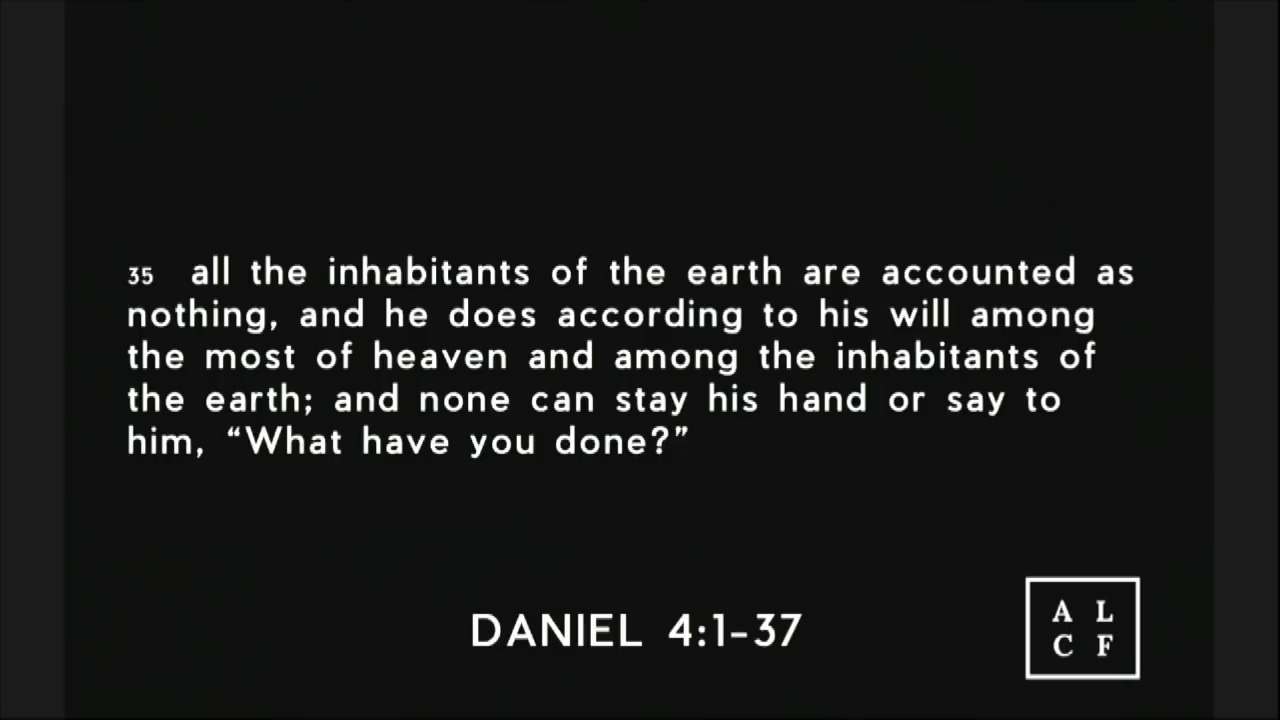 35 all the inhabitants of the earth are accounted as
nothing, and he does according to his will among
the most of heaven and among the inhabitants of
the earth; and none can stay his hand or say to
him, “What have you done?”
DANIEL 4:1-37
A L
C F